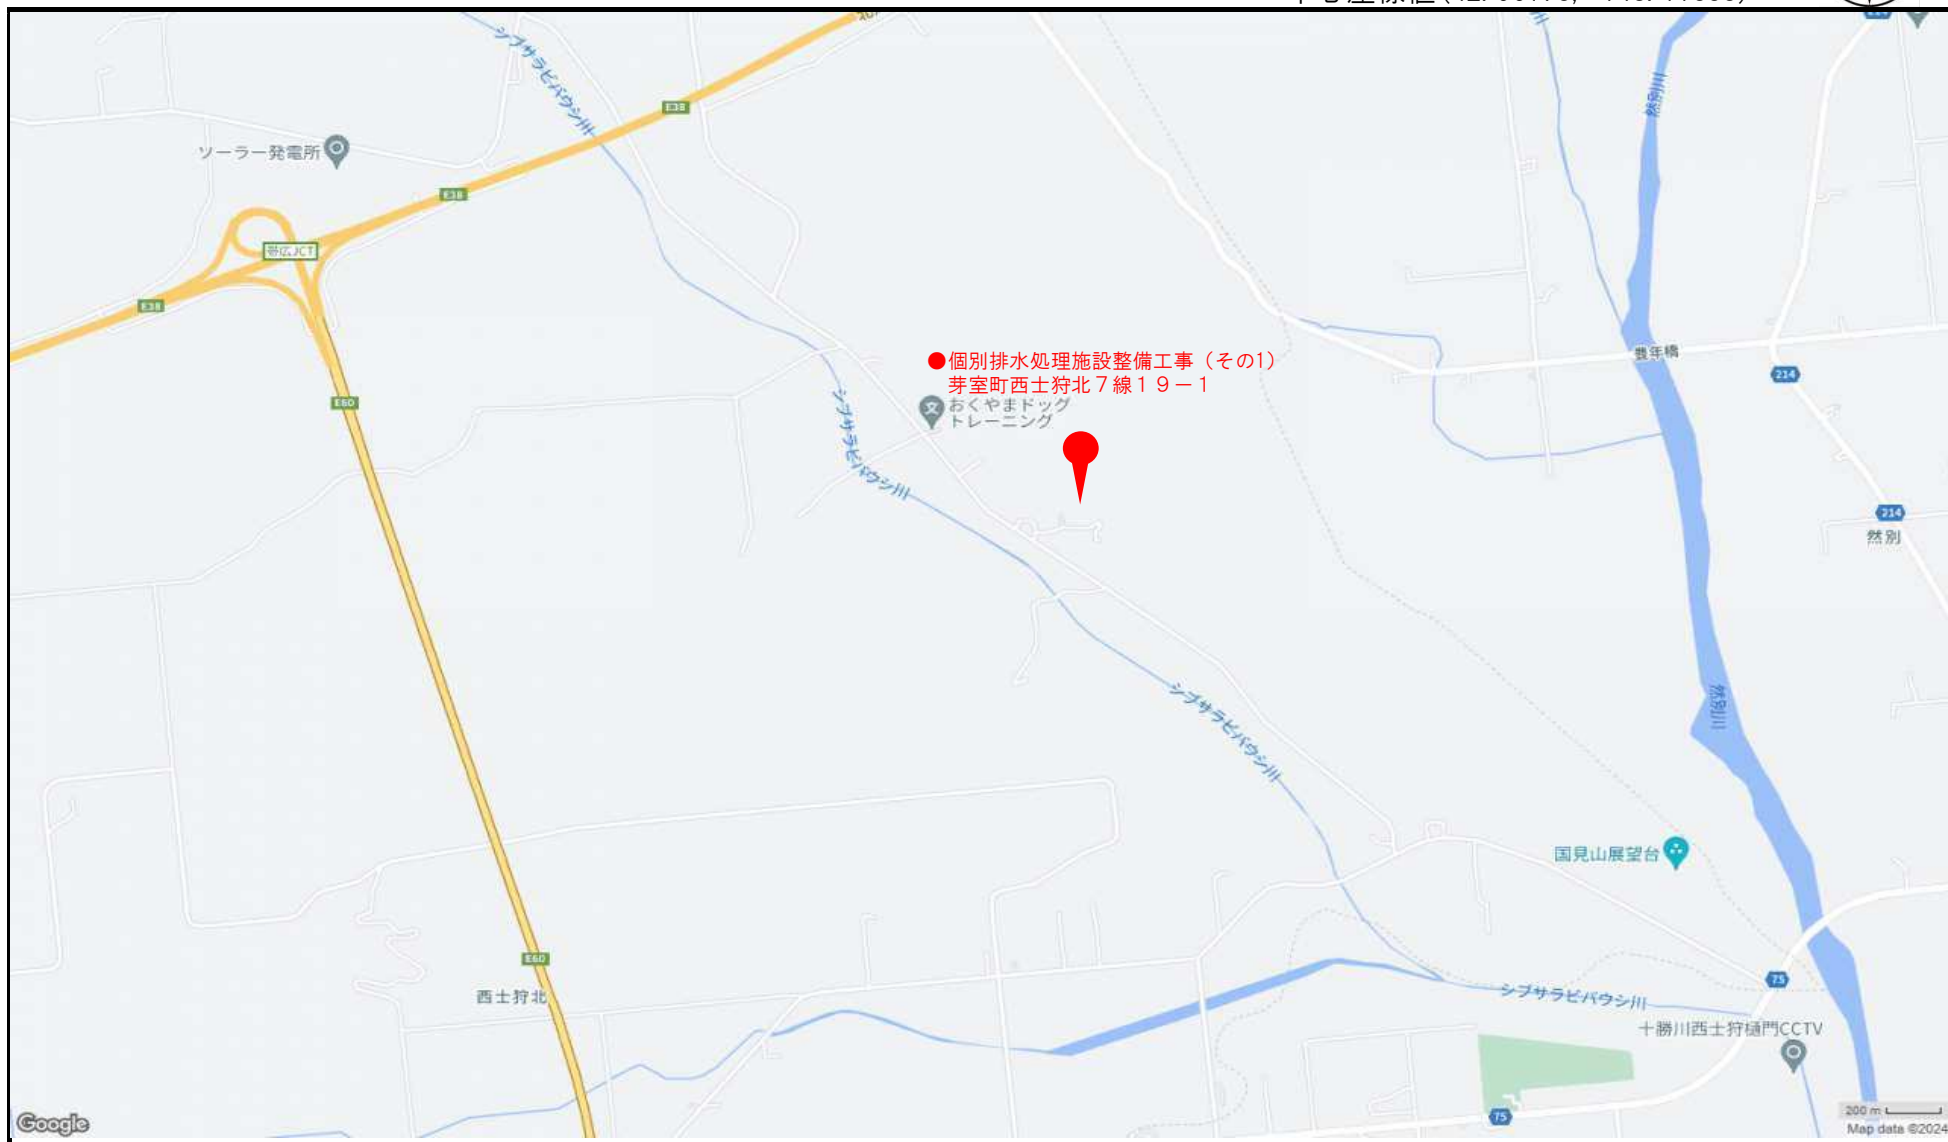 E38
ソーラー発電所
E38
帯広JCT
E38
シブサラビバウシ川
然別川
●個別排水処理施設整備工事（その1）
芽室町西士狩北７線１９－１
おくやまドッグ
トレーニング
E60
シブサラビバウシ川
豊年橋
214
214
然別
シブサラビバウシ川
然別川
国見山展望台
E60
西士狩北
75
シブサラビバウシ川
十勝川西士狩樋門CCTV
75
Google
200 m
Map data ©2024